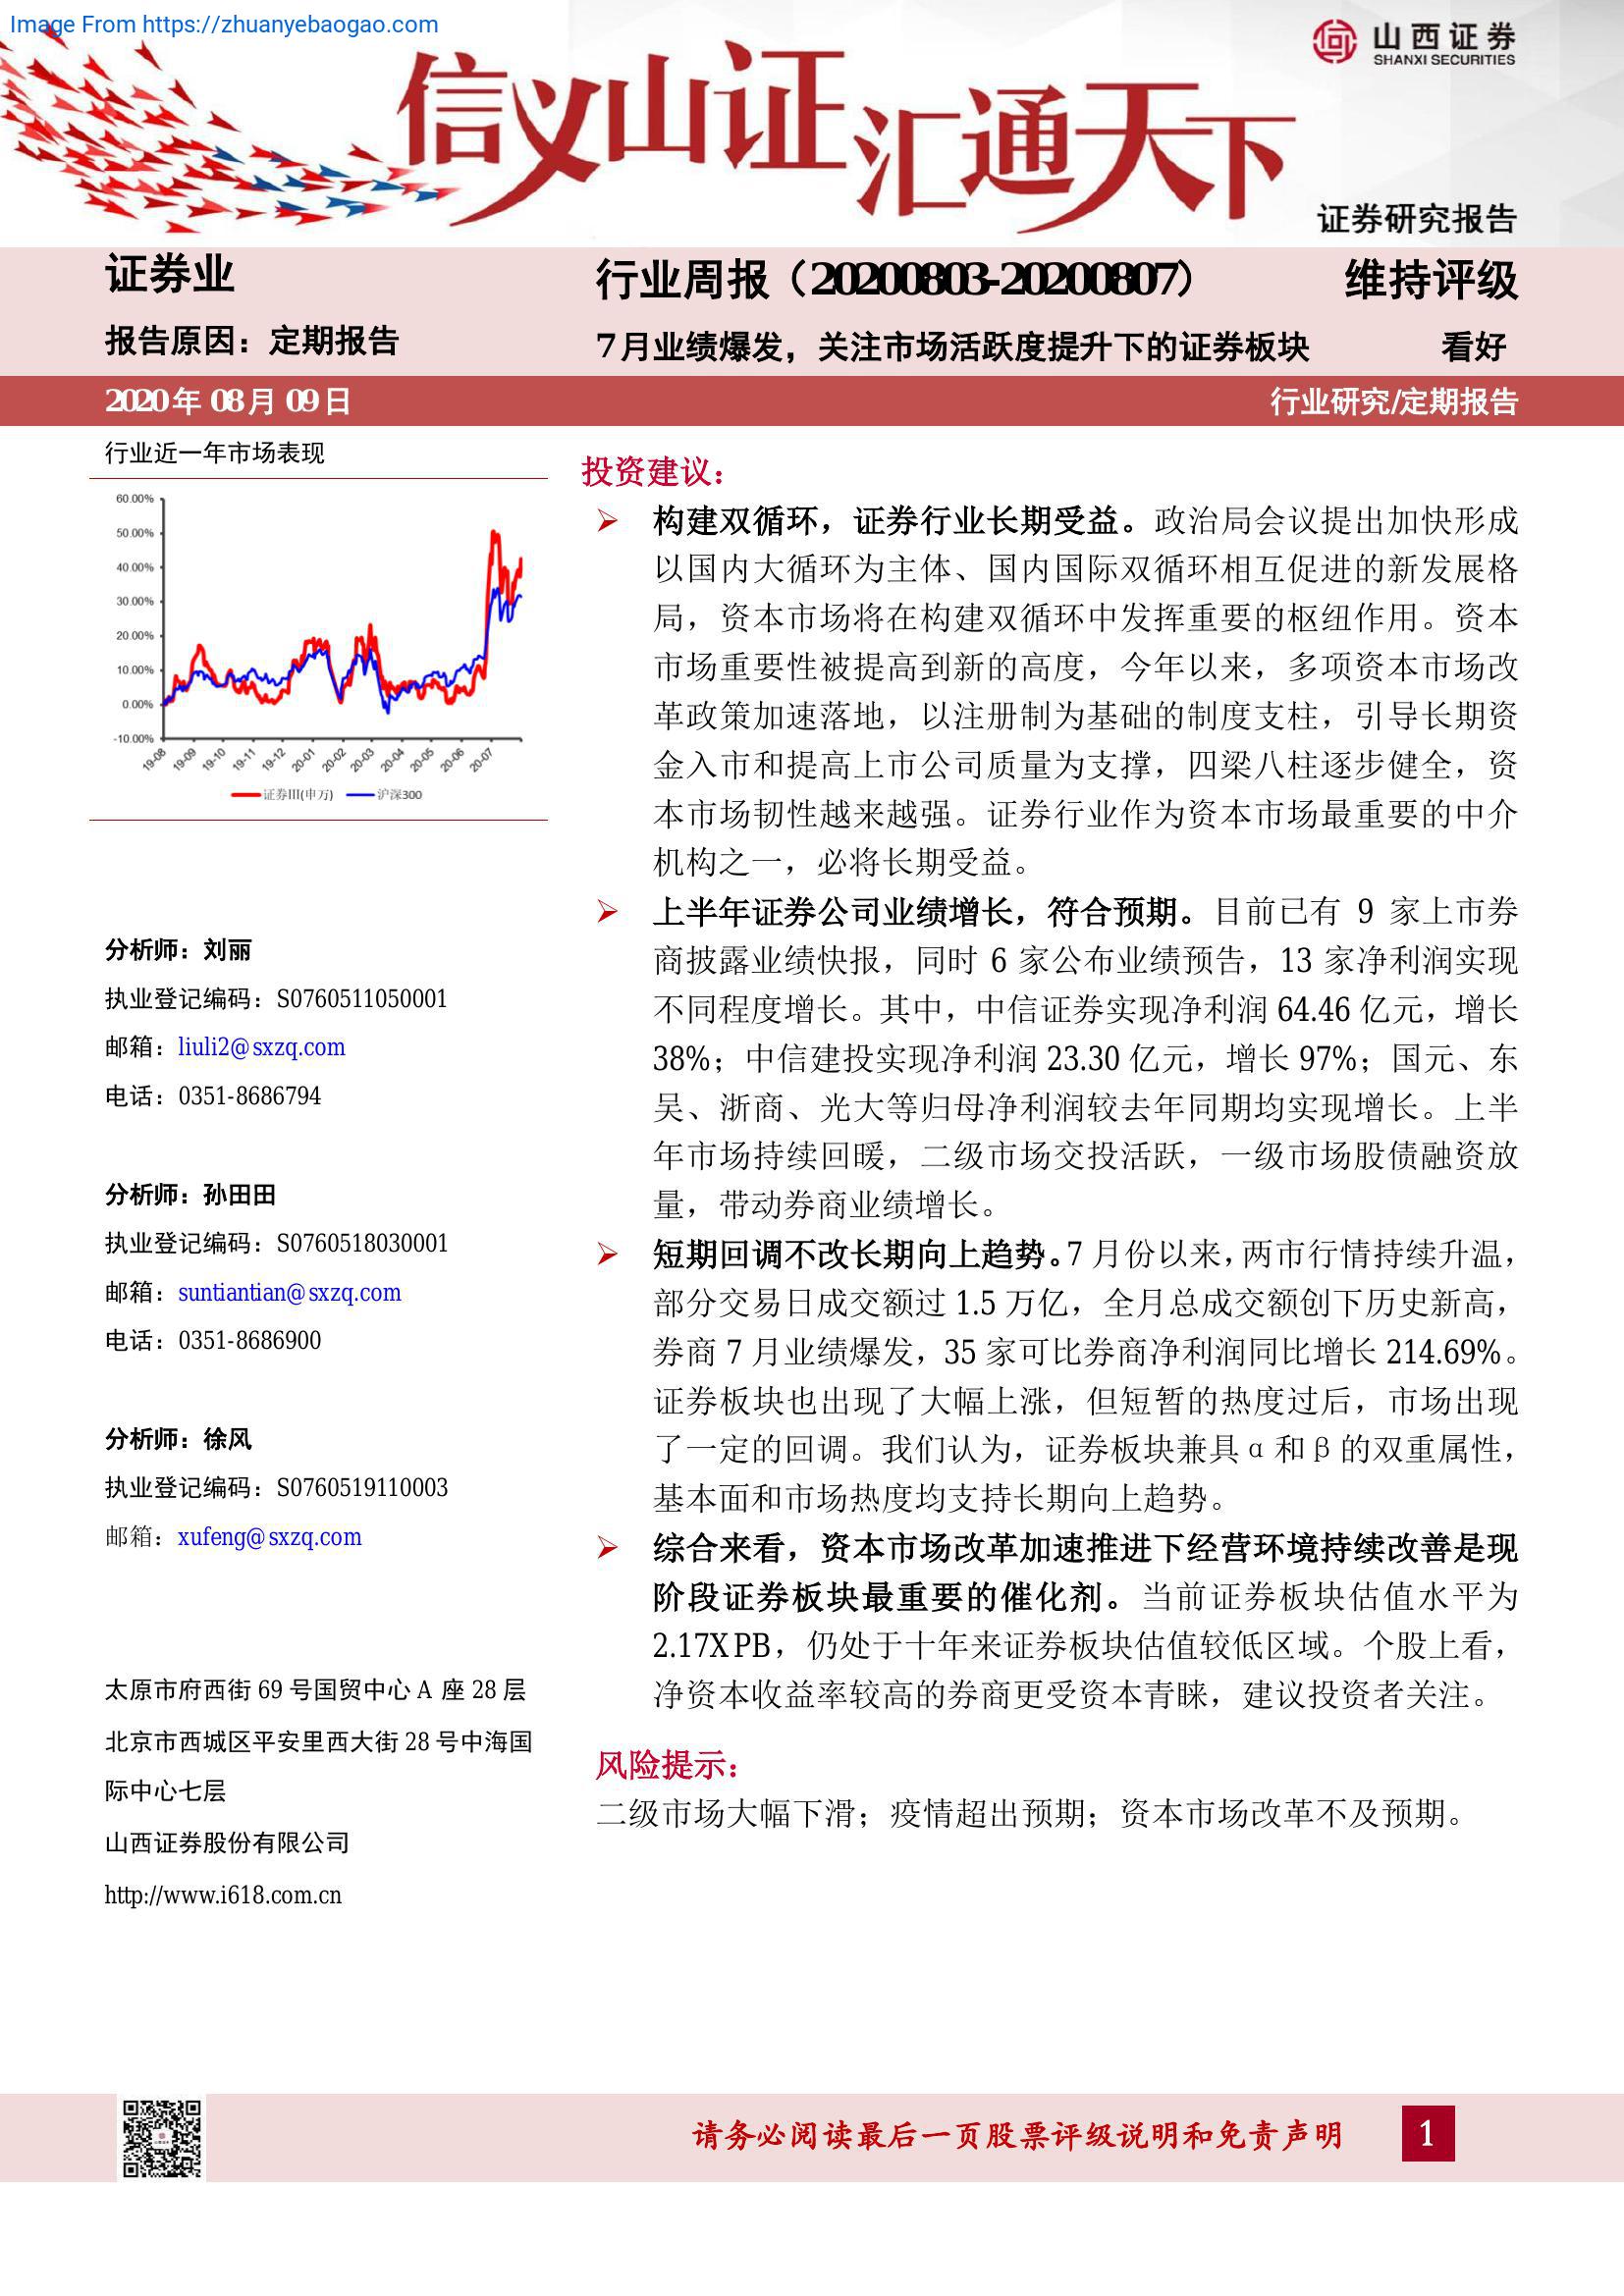 Image From https://zhuanyebaogao.com
山西证券
SHANXI SECURITIES
信义山证汇通天下
证券研究报告
证券业
行业周报（20200803-20200807）
维持评级
报告原因：定期报告
7月业绩爆发，关注市场活跃度提升下的证券板块
看好
2020年 08月 09日
行业研究/定期报告
行业近一年市场表现
60.00%
50.00%
40.00%
30.00%
20.00%
10.00%
0.00%
-10.00%
19-08 19-09 19-10 19-11 19-12 20-01 20-02 20-03 20-04 20-05 20-06 20-07
证券III(申万) 沪深300
分析师：刘丽
执业登记编码：S0760511050001
邮箱：liuli2@sxzq.com
电话：0351-8686794
分析师：孙田田
执业登记编码：S0760518030001
邮箱：suntiantian@sxzq.com
电话：0351-8686900
分析师：徐风
执业登记编码：S0760519110003
邮箱：xufeng@sxzq.com
太原市府西街 69 号国贸中心 A 座 28 层
北京市西城区平安里西大街 28 号中海国
际中心七层
山西证券股份有限公司
http://www.i618.com.cn
投资建议：
构建双循环，证券行业长期受益。政治局会议提出加快形成
以国内大循环为主体、国内国际双循环相互促进的新发展格
局，资本市场将在构建双循环中发挥重要的枢纽作用。资本
市场重要性被提高到新的高度，今年以来，多项资本市场改
革政策加速落地，以注册制为基础的制度支柱，引导长期资
金入市和提高上市公司质量为支撑，四梁八柱逐步健全，资
本市场韧性越来越强。证券行业作为资本市场最重要的中介
机构之一，必将长期受益。
上半年证券公司业绩增长，符合预期。目前已有 9 家上市券
商披露业绩快报，同时 6 家公布业绩预告，13 家净利润实现
不同程度增长。其中，中信证券实现净利润 64.46 亿元，增长
38%；中信建投实现净利润 23.30 亿元，增长 97%；国元、东
吴、浙商、光大等归母净利润较去年同期均实现增长。上半
年市场持续回暖，二级市场交投活跃，一级市场股债融资放
量，带动券商业绩增长。
短期回调不改长期向上趋势。7 月份以来，两市行情持续升温，
部分交易日成交额过 1.5 万亿，全月总成交额创下历史新高，
券商 7 月业绩爆发，35 家可比券商净利润同比增长 214.69%。
证券板块也出现了大幅上涨，但短暂的热度过后，市场出现
了一定的回调。我们认为，证券板块兼具α和β的双重属性，
基本面和市场热度均支持长期向上趋势。
综合来看，资本市场改革加速推进下经营环境持续改善是现
阶段证券板块最重要的催化剂。当前证券板块估值水平为
2.17X PB，仍处于十年来证券板块估值较低区域。个股上看，
净资本收益率较高的券商更受资本青睐，建议投资者关注。
风险提示：
二级市场大幅下滑；疫情超出预期；资本市场改革不及预期。
请务必阅读最后一页股票评级说明和免责声明
1